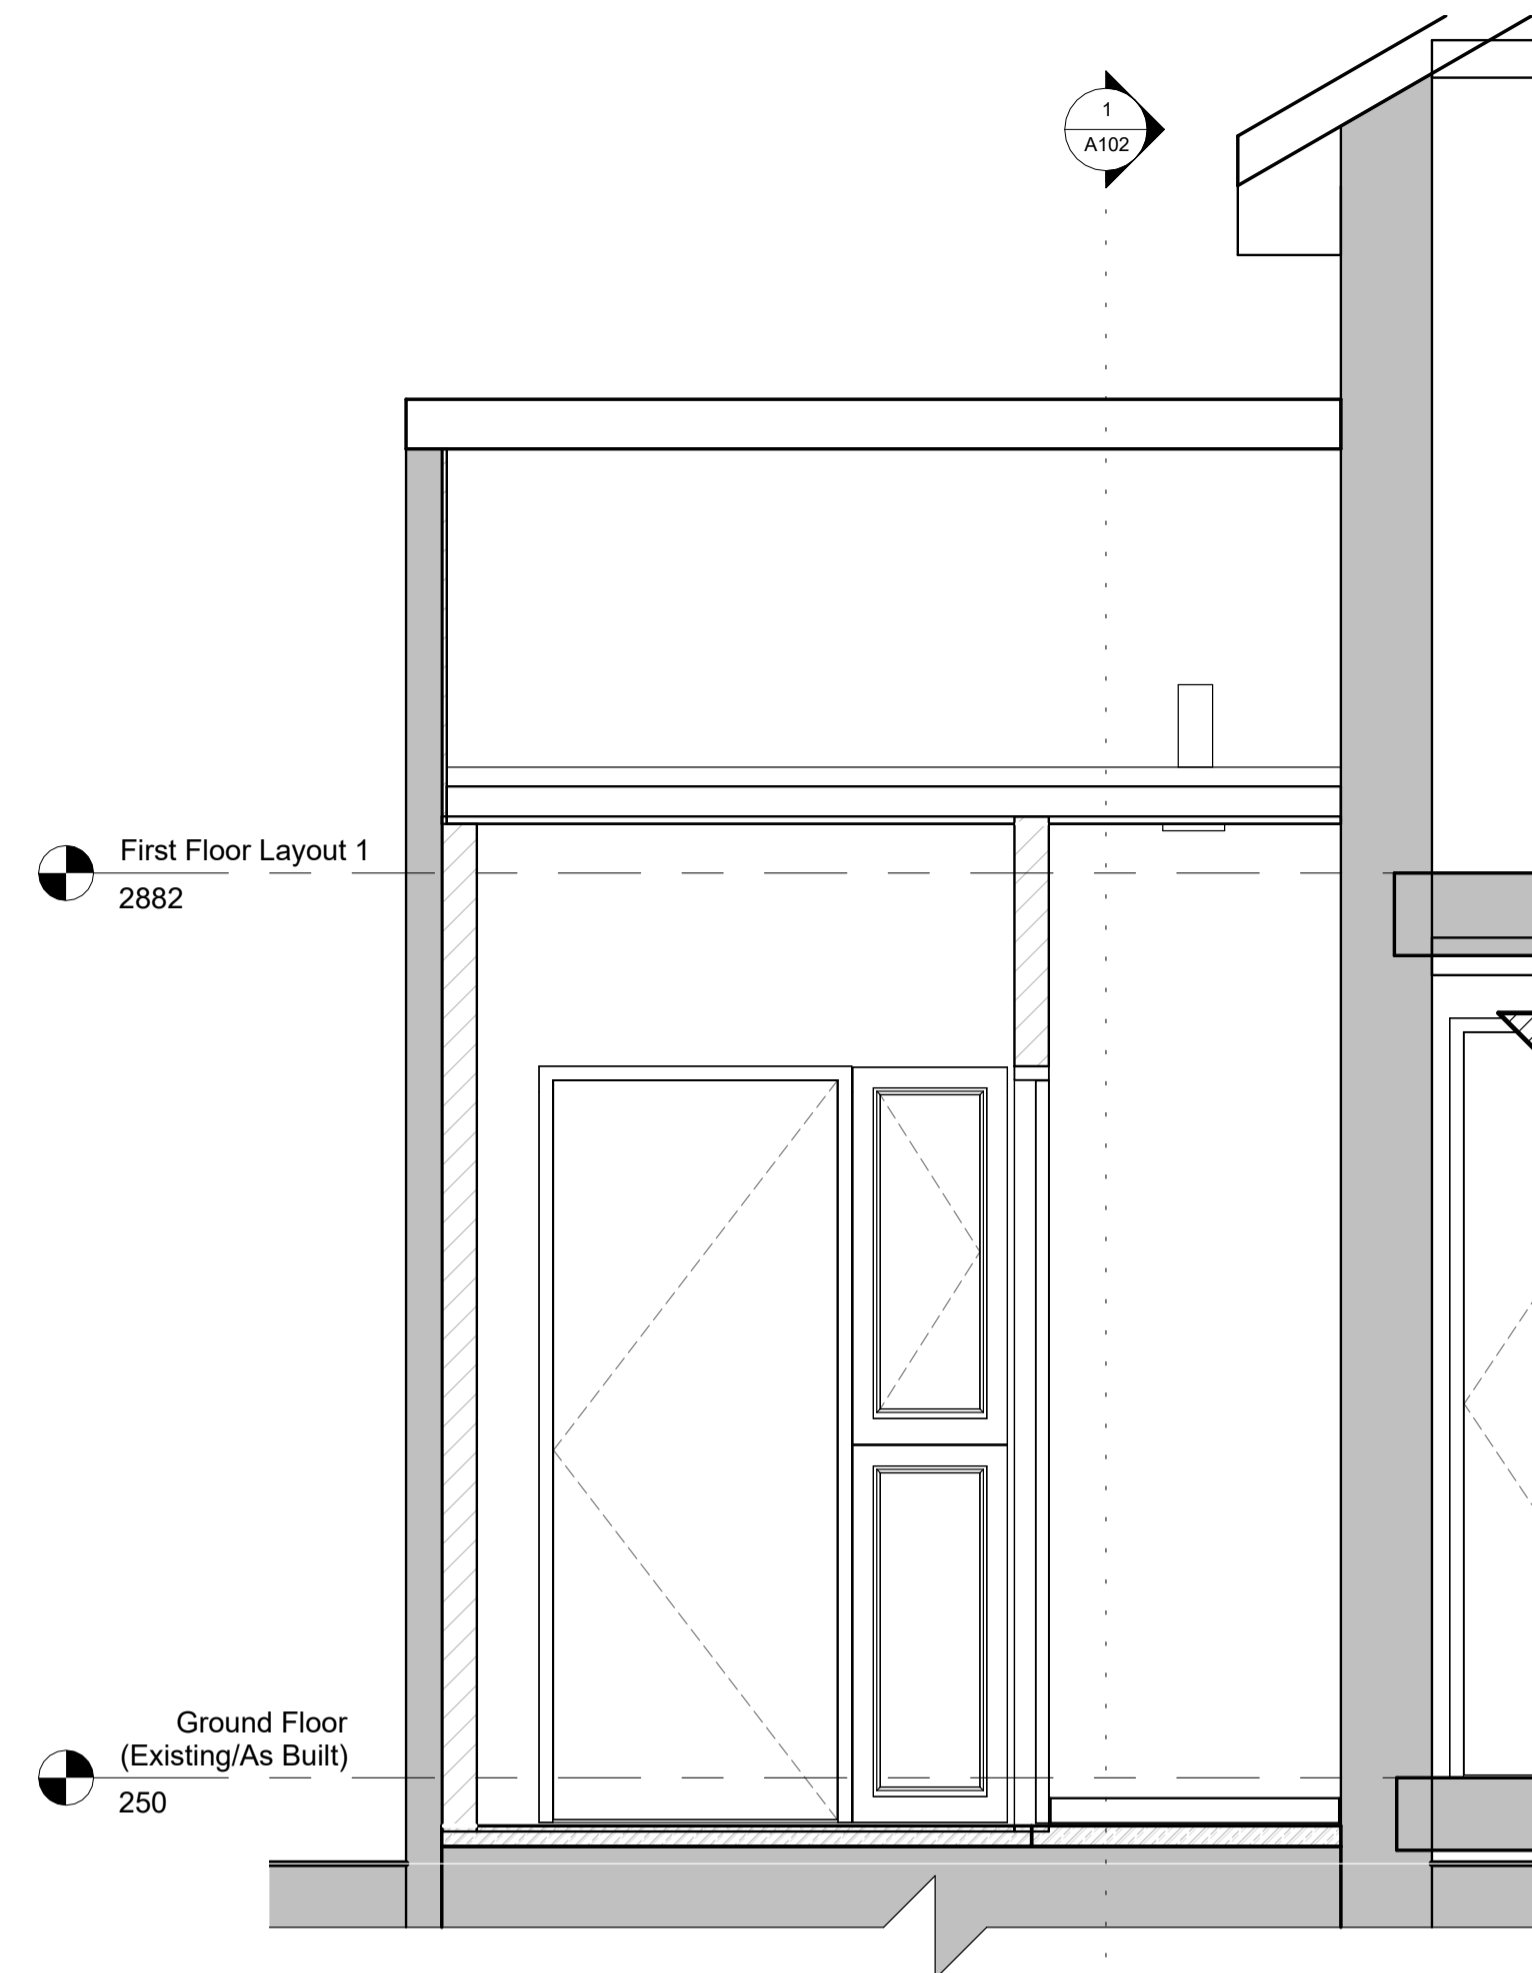 1
A102
First Floor Layout 1
2882
Ground Floor
(Existing/As Built)
250